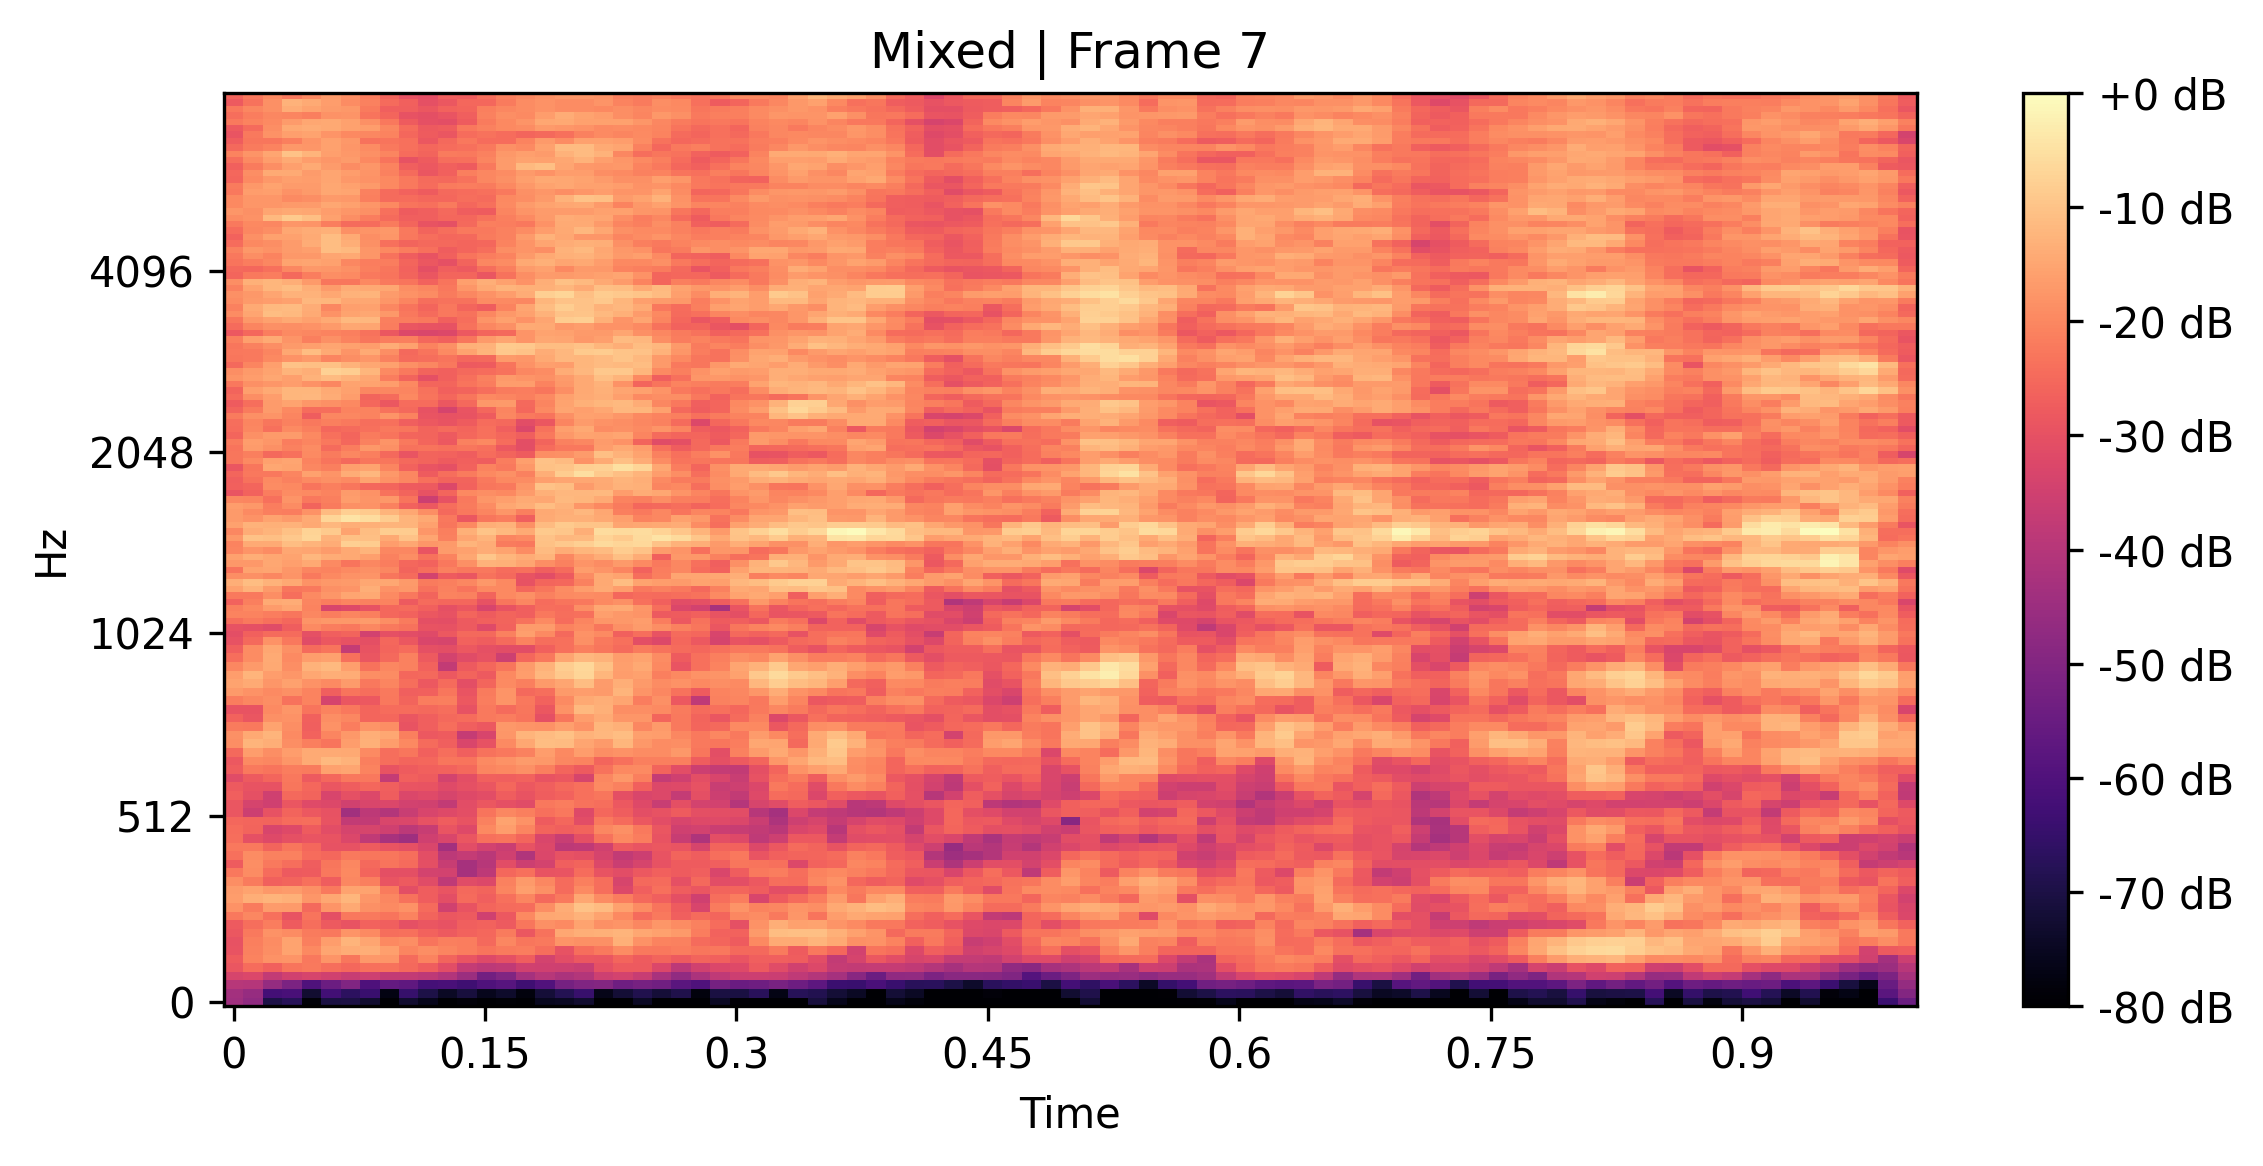 Mixed | Frame 7
+0 dB
-10 dB
-20 dB
-30 dB
-40 dB
-50 dB
-60 dB
-70 dB
-80 dB
4096
2048
1024
512
0
Hz
0 0.15 0.3 0.45 0.6 0.75 0.9
Time